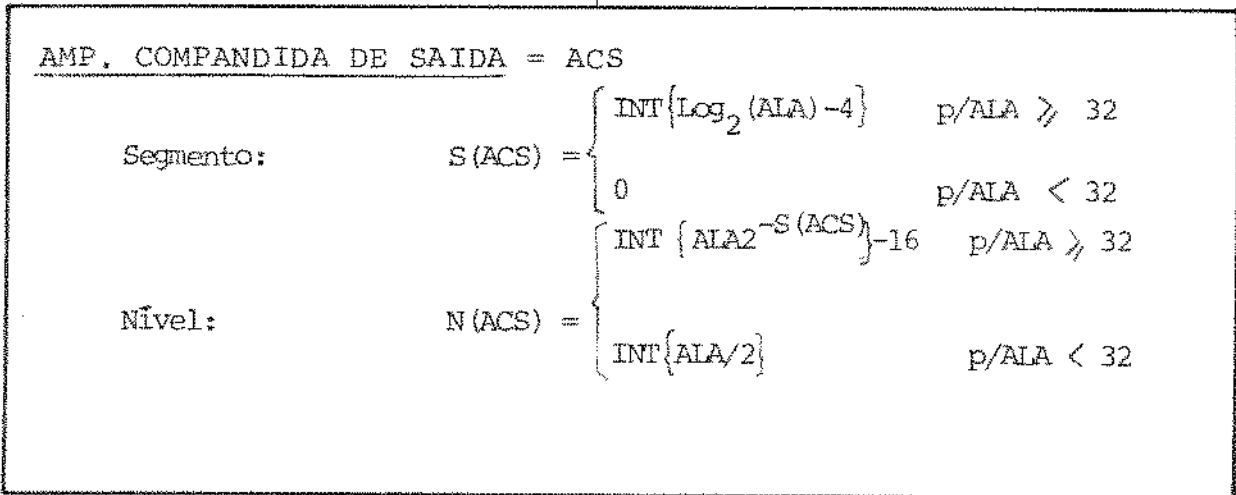 AMP. COMPANDIDA DE SAIDA = ACS
INT{Log₂(ALA)-4} p/ALA ⩾ 32
Segmento: S(ACS) =
0 p/ALA < 32
INT {ALA2^-S(ACS)}-16 p/ALA ⩾ 32
Nível: N(ACS) =
INT{ALA/2} p/ALA < 32